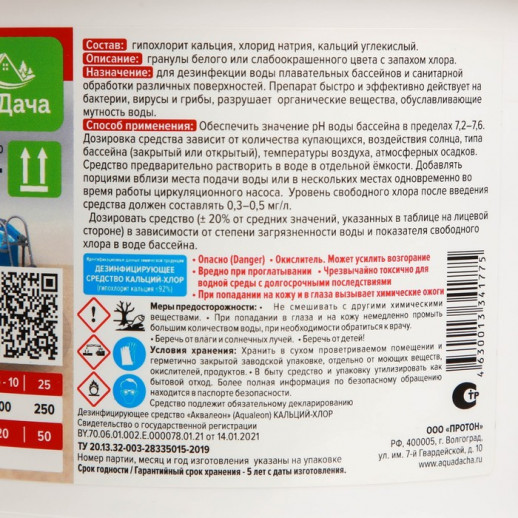 Дача
Состав: гипохлорит кальция, хлорид натрия, кальций углекислый.
Описание: гранулы белого или слабоокрашенного цвета с запахом хлора.
Назначение: для дезинфекции воды плавательных бассейнов и санитарной
обработки различных поверхностей. Препарат быстро и эффективно действует на
бактерии, вирусы и грибы, разрушает органические вещества, обуславливающие
мутность воды.
Способ применения: Обеспечить значение pH воды бассейна в пределах 7,2–7,6.
Дозировка средства зависит от количества купающихся, воздействия солнца, типа
бассейна (закрытый или открытый), температуры воздуха, атмосферных осадков.
Средство предварительно растворить в воде в отдельной ёмкости. Добавлять
порциями вблизи места подачи воды или в нескольких местах одновременно во
время работы циркуляционного насоса. Уровень свободного хлора после введения
средства должен составлять 0,3–0,5 мг/л.
Дозировать средство (± 20% от средних значений, указанных в таблице на лицевой
стороне) в зависимости от степени загрязненности воды и показателя свободного
хлора в воде бассейна.
ДЕЗИНФИЦИРУЮЩЕЕ
СРЕДСТВО КАЛЬЦИЙ-ХЛОР
(гипохлорит кальция -92%)
• Опасно (Danger) • Окислитель. Может усилить возгорание
• Вредно при проглатывании • Чрезвычайно токсично для
водной среды с долгосрочными последствиями
• При попадании на кожу и в глаза вызывает химические ожоги
Меры предосторожности: • Не смешивать с другими химическими
веществами. • При попадании в глаза и на кожу немедленно промыть
большим количеством воды, при необходимости обратиться к врачу.
• Беречь от влаги и солнечных лучей. • Беречь от детей!
Условия хранения: Хранить в сухом проветриваемом помещении и
герметично закрытой заводской упаковке, отдельно от моющих веществ,
окислителей, продуктов. • В быту средство и упаковку утилизировать как
бытовой отход. Более полная информация по безопасному обращению
находится в паспорте безопасности.
Средство подлежит обязательному декларированию
Дезинфицирующее средство «Аквалеон» (Aqualeon) КАЛЬЦИЙ-ХЛОР
Свидетельство о государственной регистрации
BY.70.06.01.002.E.000078.01.21 от 14.01.2021
ТУ 20.13.32-003-28335015-2019
Номер партии, месяц и год изготовления указаны на упаковке
Срок годности / Гарантийный срок хранения - 5 лет с даты изготовления.
- 10 25
00 250
20 50
4630013341775
СТР
ООО "ПРОТОН"
РФ, 400005, г. Волгоград,
ул. им. 7-й Гвардейской, д. 10
www.aquadacha.ru